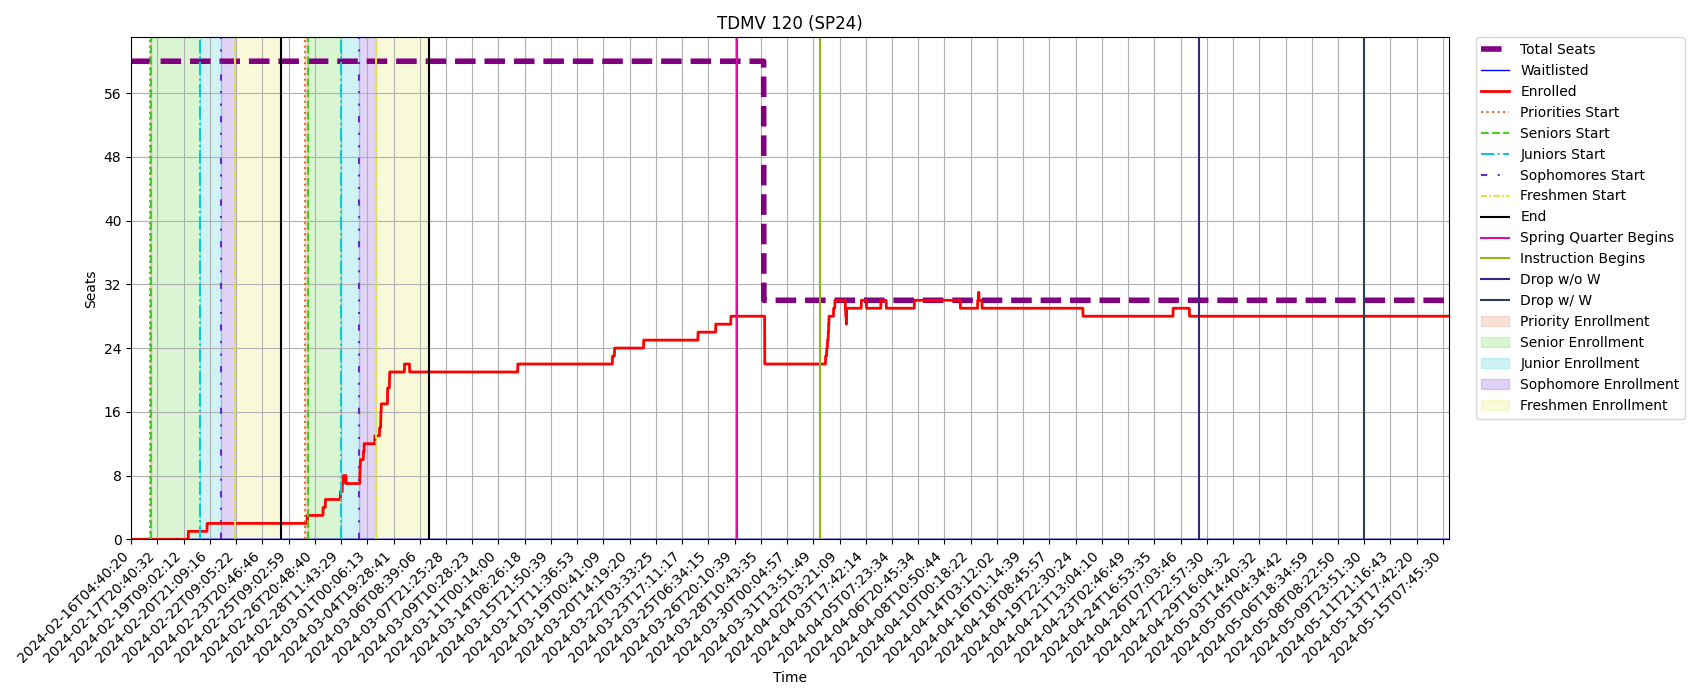 TDMV 120 (SP24)
Total Seats
Waitlisted
Enrolled
Priorities Start
Seniors Start
Juniors Start
Sophomores Start
Freshmen Start
End
Spring Quarter Begins
Instruction Begins
Drop w/o W
Drop w/ W
Priority Enrollment
Senior Enrollment
Junior Enrollment
Sophomore Enrollment
Freshmen Enrollment
Seats
56
48
40
32
24
16
8
0
2024-02-16T04:40:20
2024-02-17T20:40:32
2024-02-19T09:02:12
2024-02-20T21:09:16
2024-02-22T09:05:22
2024-02-23T20:46:46
2024-02-25T09:02:59
2024-02-26T20:48:40
2024-02-28T11:43:29
2024-03-01T00:06:13
2024-03-04T19:28:41
2024-03-06T08:39:06
2024-03-07T21:25:28
2024-03-09T10:28:23
2024-03-11T00:14:00
2024-03-14T08:26:18
2024-03-15T21:50:39
2024-03-17T11:36:53
2024-03-19T00:41:09
2024-03-20T14:19:20
2024-03-22T03:33:25
2024-03-23T17:11:17
2024-03-25T06:34:15
2024-03-26T20:10:39
2024-03-28T10:43:35
2024-03-30T00:04:57
2024-03-31T13:51:49
2024-04-02T03:21:09
2024-04-03T17:42:14
2024-04-05T07:23:34
2024-04-06T20:45:34
2024-04-08T10:50:44
2024-04-10T00:18:22
2024-04-14T03:12:02
2024-04-16T01:14:39
2024-04-18T08:45:57
2024-04-19T22:30:24
2024-04-21T13:04:10
2024-04-23T02:46:49
2024-04-24T16:53:35
2024-04-26T07:03:46
2024-04-27T22:57:30
2024-04-29T16:04:32
2024-05-03T14:40:32
2024-05-05T04:34:42
2024-05-06T18:34:59
2024-05-08T08:22:50
2024-05-09T23:51:30
2024-05-11T21:16:43
2024-05-13T17:42:20
2024-05-15T07:45:30
Time